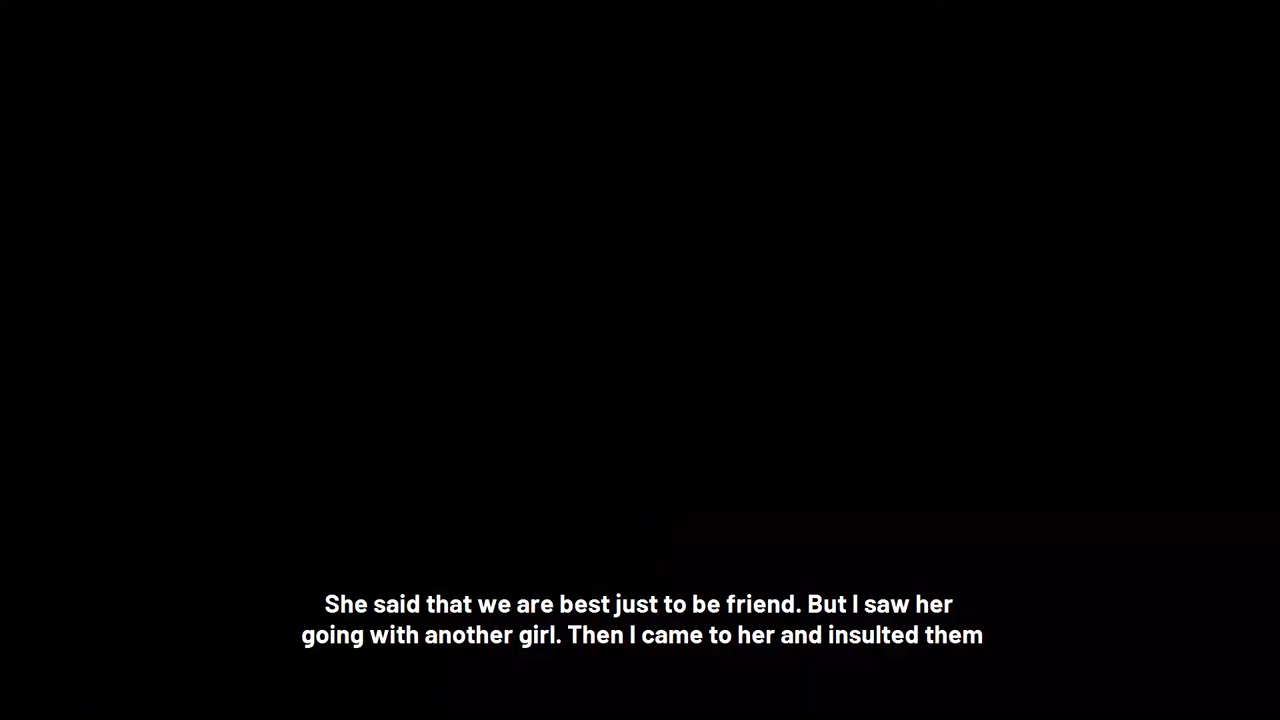 She said that we are best just to be friend. But I saw her
going with another girl. Then I came to her and insulted them